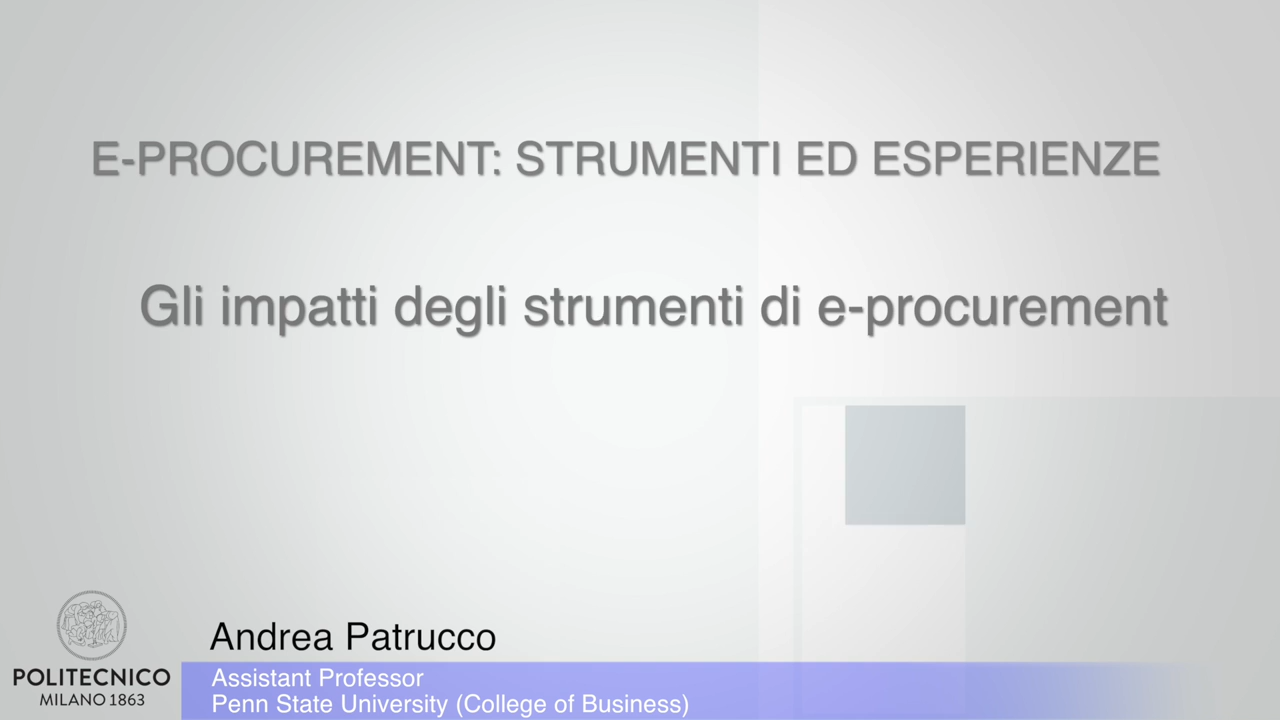 E-PROCUREMENT: STRUMENTI ED ESPERIENZE
Gli impatti degli strumenti di e-procurement
Andrea Patrucco
Assistant Professor
Penn State University (College of Business)
POLITECNICO
MILANO 1863